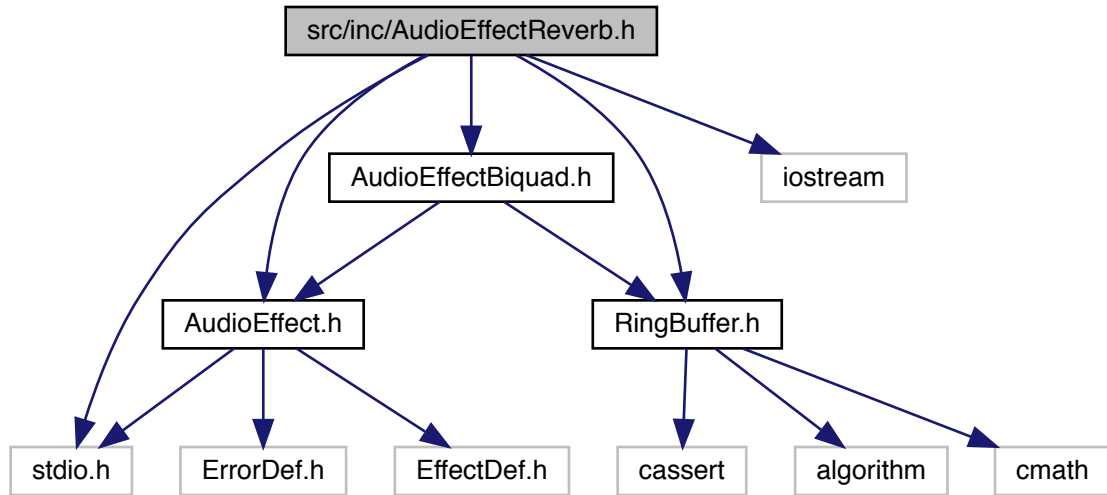 src/inc/AudioEffectReverb.h
AudioEffectBiquad.h
iostream
AudioEffect.h
RingBuffer.h
stdio.h
ErrorDef.h
EffectDef.h
cassert
algorithm
cmath